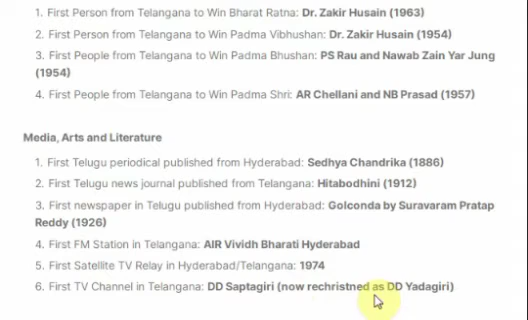 1. First Person from Telangana to Win Bharat Ratna: Dr. Zakir Husain (1963)
2. First Person from Telangana to Win Padma Vibhushan: Dr. Zakir Husain (1954)
3. First People from Telangana to Win Padma Bhushan: PS Rau and Nawab Zain Yar Jung
(1954)
4. First People from Telangana to Win Padma Shri: AR Chellani and NB Prasad (1957)
Media, Arts and Literature
1. First Telugu periodical published from Hyderabad: Sedhya Chandrika (1886)
2. First Telugu news journal published from Telangana: Hitabodhini (1912)
3. First newspaper in Telugu published from Hyderabad: Golconda by Suravaram Pratap
Reddy (1926)
4. First FM Station in Telangana: AIR Vividh Bharati Hyderabad
5. First Satellite TV Relay in Hyderabad/Telangana: 1974
6. First TV Channel in Telangana: DD Saptagiri (now rechristned as DD Yadagiri)